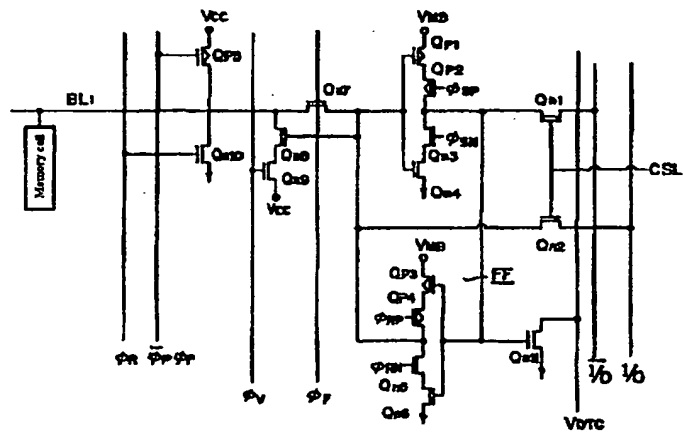 Vcc
VMB
QP5
QP1
QP2
φSP
BL1
Qn7
Qn1
Memory cell
Qn8
φSN
Qn3
Qn10
Qn9
Qn4
CSL
Vcc
VMB
Qn2
QP3
FF
QP4
φRP
φRN
Qn5
Qn6
φR
φP
φV
φF
I/O
I/O
VDTC